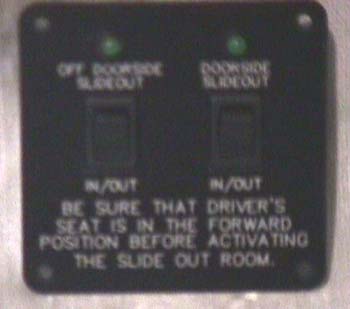 OFF DOORSIDE
SLIDEOUT
DOORSIDE
SLIDEOUT
IN/OUT
IN/OUT
BE SURE THAT DRIVER'S
SEAT IS IN THE FORWARD
POSITION BEFORE ACTIVATING
THE SLIDE OUT ROOM.